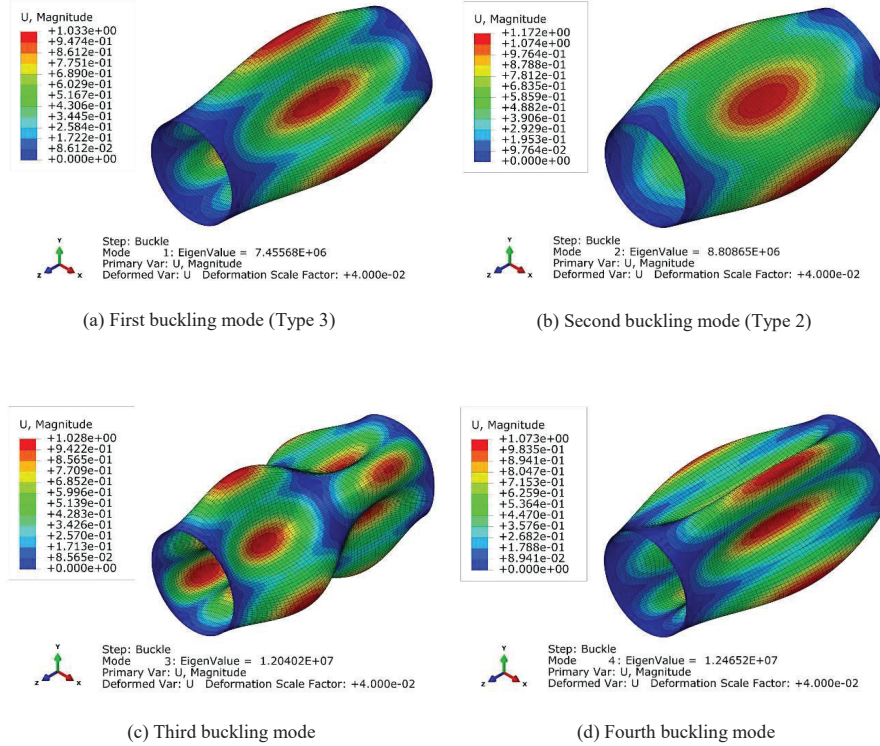 U, Magnitude
+1.033e+00
+9.474e-01
+8.612e-01
+7.751e-01
+6.890e-01
+6.029e-01
+5.167e-01
+4.306e-01
+3.445e-01
+2.584e-01
+1.722e-01
+8.612e-02
+0.000e+00
Y
Z
X
Step: Buckle
Mode 1: EigenValue = 7.45568E+06
Primary Var: U, Magnitude
Deformed Var: U Deformation Scale Factor: +4.000e-02
(a) First buckling mode (Type 3)
U, Magnitude
+1.172e+00
+1.074e+00
+9.764e-01
+8.788e-01
+7.812e-01
+6.835e-01
+5.859e-01
+4.882e-01
+3.906e-01
+2.929e-01
+1.953e-01
+9.764e-02
+0.000e+00
Y
Z
X
Step: Buckle
Mode 2: EigenValue = 8.80865E+06
Primary Var: U, Magnitude
Deformed Var: U Deformation Scale Factor: +4.000e-02
(b) Second buckling mode (Type 2)
U, Magnitude
+1.028e+00
+9.422e-01
+8.565e-01
+7.709e-01
+6.852e-01
+5.996e-01
+5.139e-01
+4.283e-01
+3.426e-01
+2.570e-01
+1.713e-01
+8.565e-02
+0.000e+00
Y
Z
X
Step: Buckle
Mode 3: EigenValue = 1.20402E+07
Primary Var: U, Magnitude
Deformed Var: U Deformation Scale Factor: +4.000e-02
(c) Third buckling mode
U, Magnitude
+1.073e+00
+9.835e-01
+8.941e-01
+8.047e-01
+7.153e-01
+6.259e-01
+5.364e-01
+4.470e-01
+3.576e-01
+2.682e-01
+1.788e-01
+8.941e-02
+0.000e+00
Y
Z
X
Step: Buckle
Mode 4: EigenValue = 1.24652E+07
Primary Var: U, Magnitude
Deformed Var: U Deformation Scale Factor: +4.000e-02
(d) Fourth buckling mode